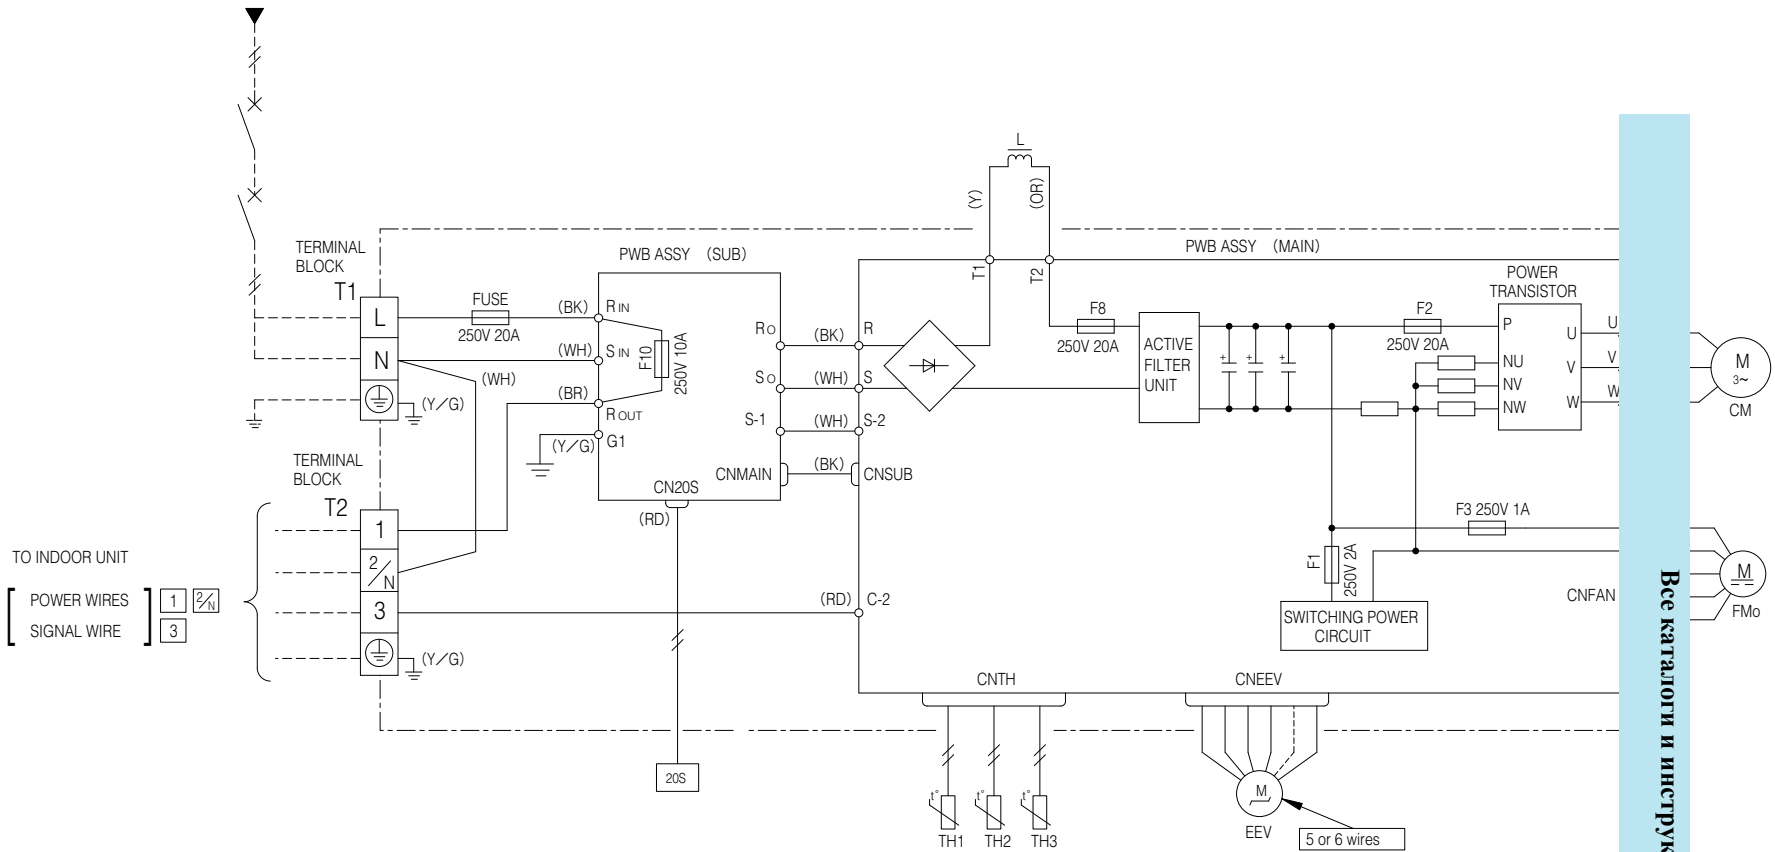 L
(Y)
(OR)
TERMINAL
BLOCK
T1
PWB ASSY (SUB)
T1
T2
PWB ASSY (MAIN)
POWER
TRANSISTOR
L
FUSE
250V 20A
(BK)
R IN
F10
250V 10A
RO
(BK)
R
F8
250V 20A
ACTIVE
FILTER
UNIT
+
+
+
F2
250V 20A
P
U
U
N
(WH)
S IN
NU
V
V
M
3~
CM
(WH)
SO
(WH)
S
NV
(Y/G)
(BR)
R OUT
NW
W
W
(Y/G)
G1
S-1
(WH)
S-2
TERMINAL
BLOCK
T2
CNMAIN
(BK)
CNSUB
CN20S
(RD)
1
F3 250V 1A
TO INDOOR UNIT
2/N
F1
250V 2A
M
FMo
CNFAN
POWER WIRES
1
2/N
SIGNAL WIRE
3
3
(RD)
C-2
SWITCHING POWER
CIRCUIT
(Y/G)
CNTH
CNEEV
20S
t°
TH1
t°
TH2
t°
TH3
M
EEV
5 or 6 wires
Все каталоги и инструк